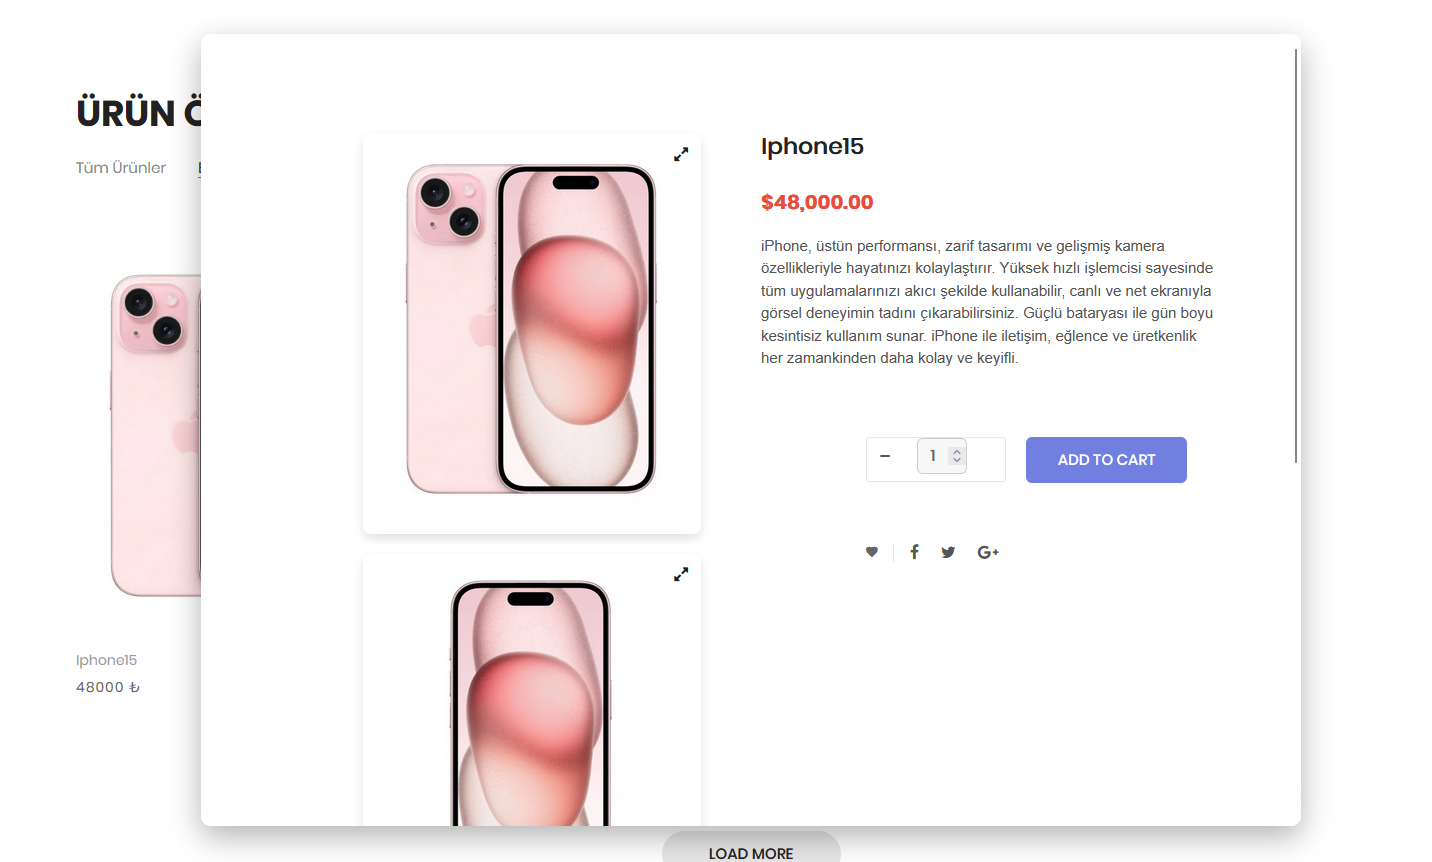 ÜRÜN Ö
Tüm Ürünler
Iphone15
48000 ₺
Iphone15
$48,000.00
iPhone, üstün performansı, zarif tasarımı ve gelişmiş kamera
özellikleriyle hayatınızı kolaylaştırır. Yüksek hızlı işlemcisi sayesinde
tüm uygulamalarınızı akıcı şekilde kullanabilir, canlı ve net ekranıyla
görsel deneyimin tadını çıkarabilirsiniz. Güçlü bataryası ile gün boyu
kesintisiz kullanım sunar. iPhone ile iletişim, eğlence ve üretkenlik
her zamankinden daha kolay ve keyifli.
− 1 ADD TO CART
G+
LOAD MORE